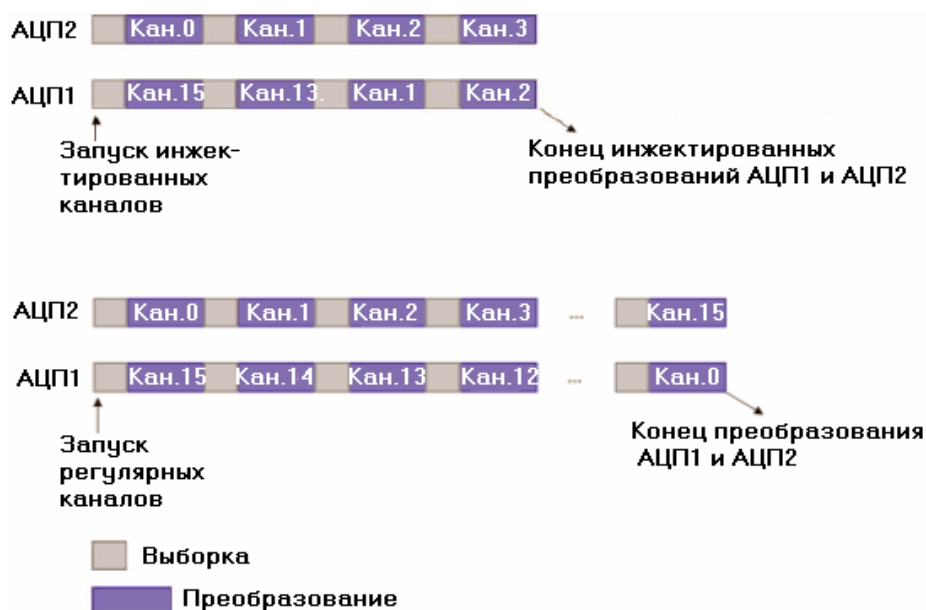 АЦП2 Кан.0 Кан.1 Кан.2 Кан.3
АЦП1 Кан.15 Кан.13. Кан.1 Кан.2
Запуск инжек-
тированных
каналов
Конец инжектированных
преобразований АЦП1 и АЦП2
АЦП2 Кан.0 Кан.1 Кан.2 Кан.3 ... Кан.15
АЦП1 Кан.15 Кан.14 Кан.13 Кан.12 ... Кан.0
Запуск
регулярных
каналов
Конец преобразования
АЦП1 и АЦП2
Выборка
Преобразование